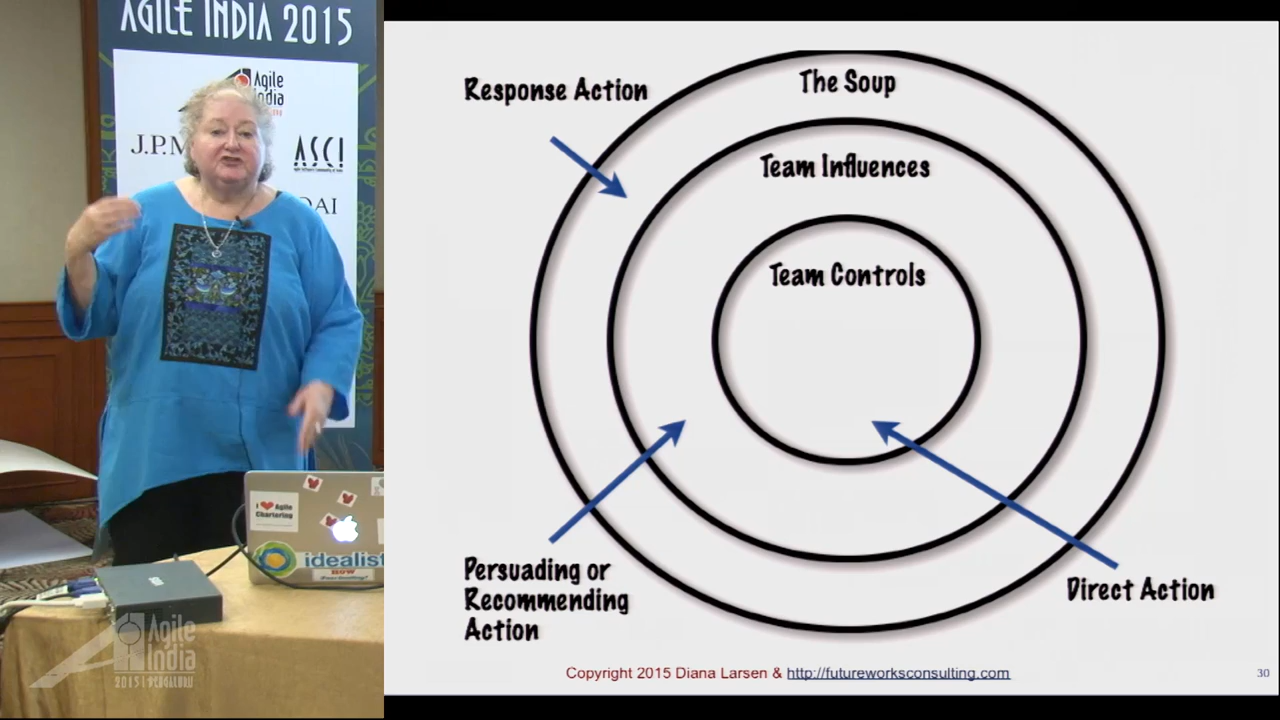 AGILE INDIA 2015
Agile
India
J.P.M
ASCI
DAI
I ❤ Agile
Chartering
idealist
Agile
India
2015 | BENGALURU
Response Action
The Soup
Team Influences
Team Controls
Persuading or
Recommending
Action
Direct Action
Copyright 2015 Diana Larsen & http://futureworksconsulting.com
30